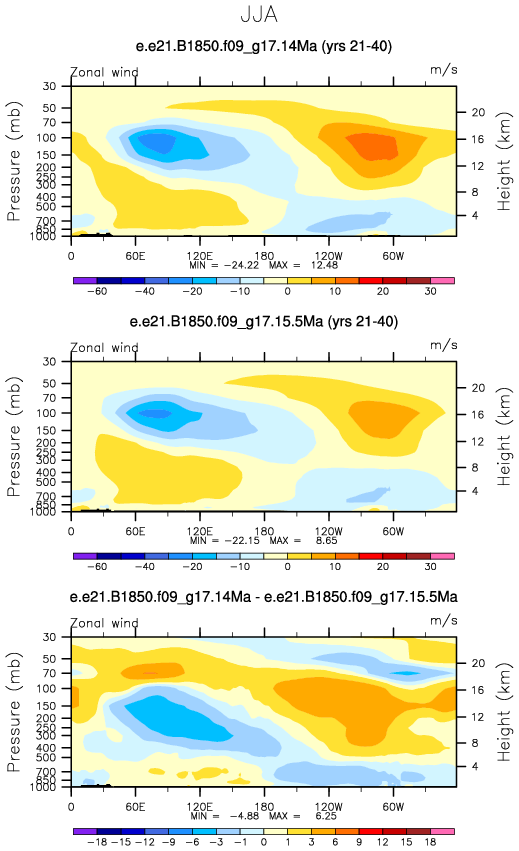 JJA
e.e21.B1850.f09_g17.14Ma (yrs 21-40)
Zonal wind m/s
Pressure (mb)
30
50
70
100
150
200
250
300
400
500
700
850
1000
Height (km)
20
16
12
8
4
0 60E 120E 180 120W 60W
MIN = -24.22 MAX = 12.48
-60 -40 -20 -10 0 5 10 15 20 30
e.e21.B1850.f09_g17.15.5Ma (yrs 21-40)
Zonal wind m/s
Pressure (mb)
30
50
70
100
150
200
250
300
400
500
700
850
1000
Height (km)
20
16
12
8
4
0 60E 120E 180 120W 60W
MIN = -22.15 MAX = 8.65
-60 -40 -20 -10 0 5 10 15 20 30
e.e21.B1850.f09_g17.14Ma - e.e21.B1850.f09_g17.15.5Ma
Zonal wind m/s
Pressure (mb)
30
50
70
100
150
200
250
300
400
500
700
850
1000
Height (km)
20
16
12
8
4
0 60E 120E 180 120W 60W
MIN = -4.88 MAX = 6.25
-18 -15 -12 -9 -6 -3 -1 0 1 3 6 9 12 15 18